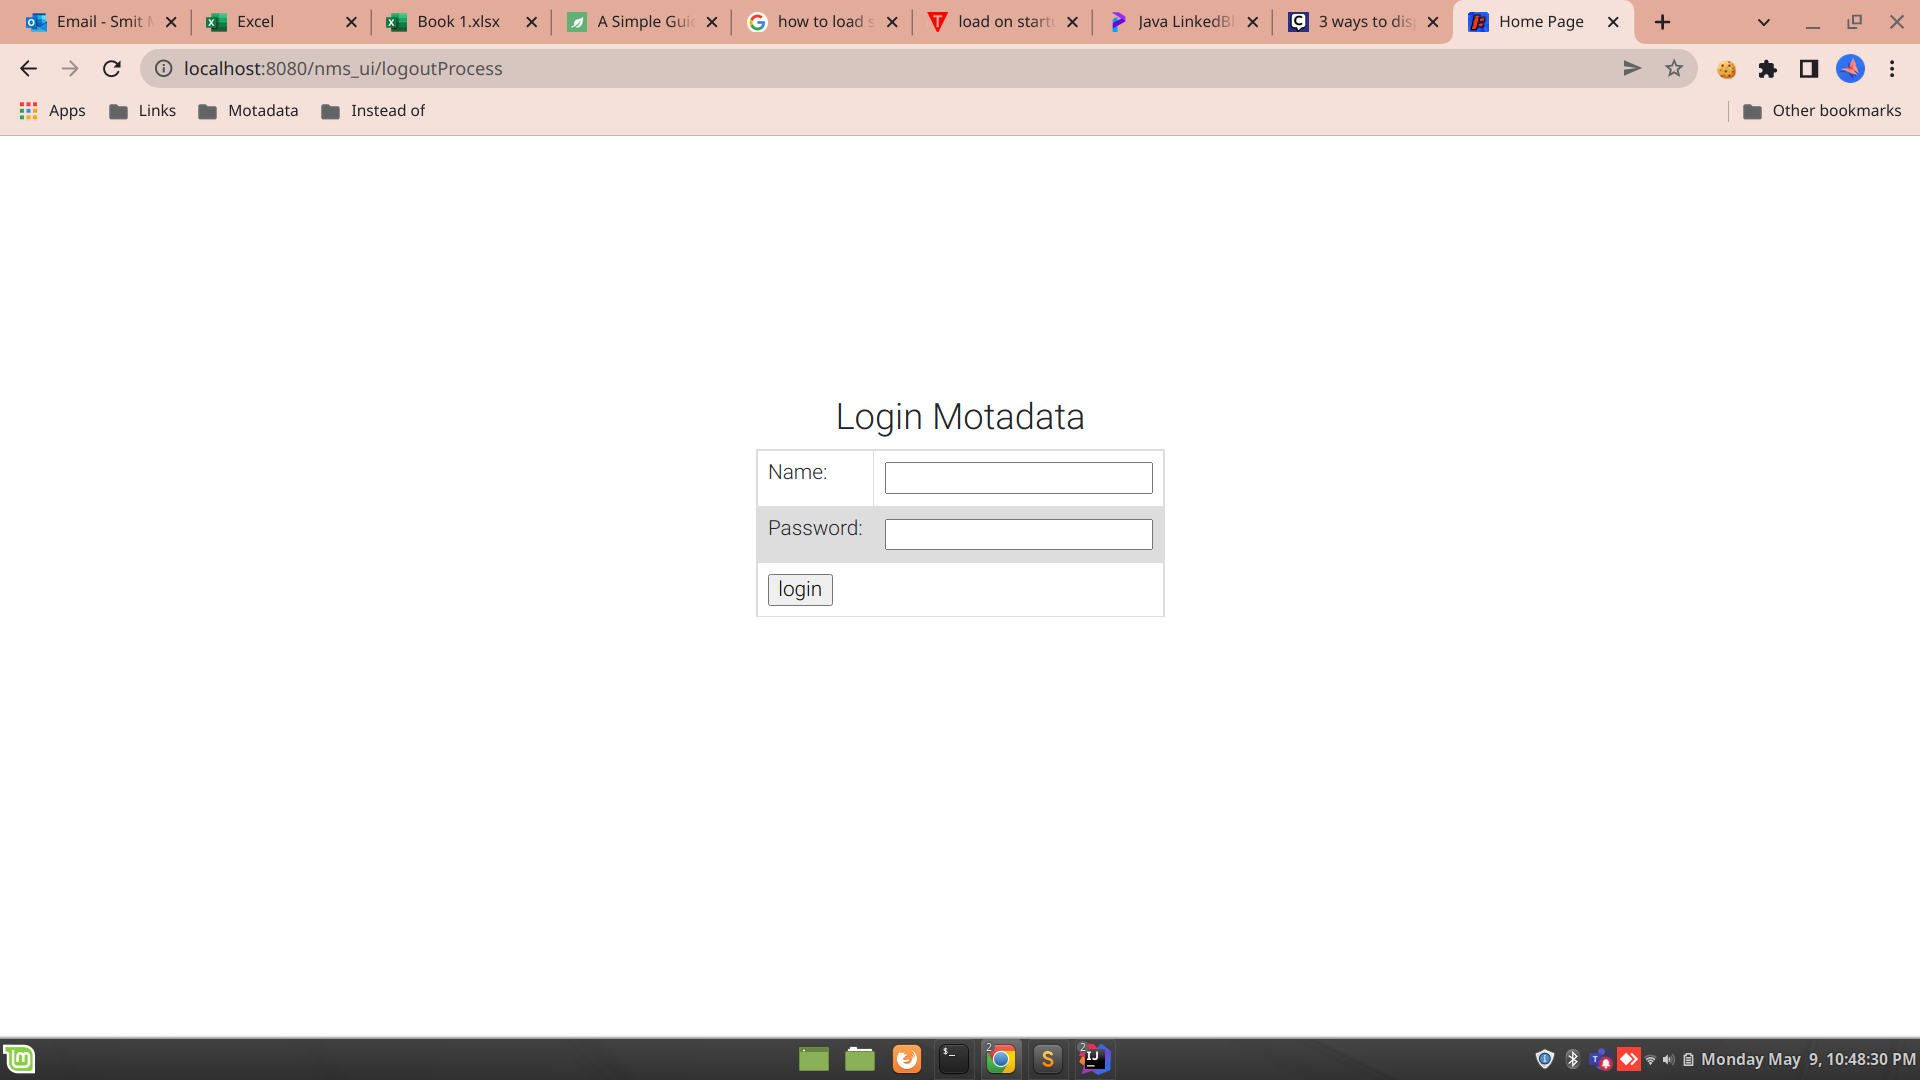 Email - Smit M
Excel
Book 1.xlsx
A Simple Guid
how to load s
load on startu
Java LinkedBl
3 ways to disp
Home Page
localhost:8080/nms_ui/logoutProcess
Apps
Links
Motadata
Instead of
Other bookmarks
Login Motadata
Name:
Password:
login
Monday May 9, 10:48:30 PM